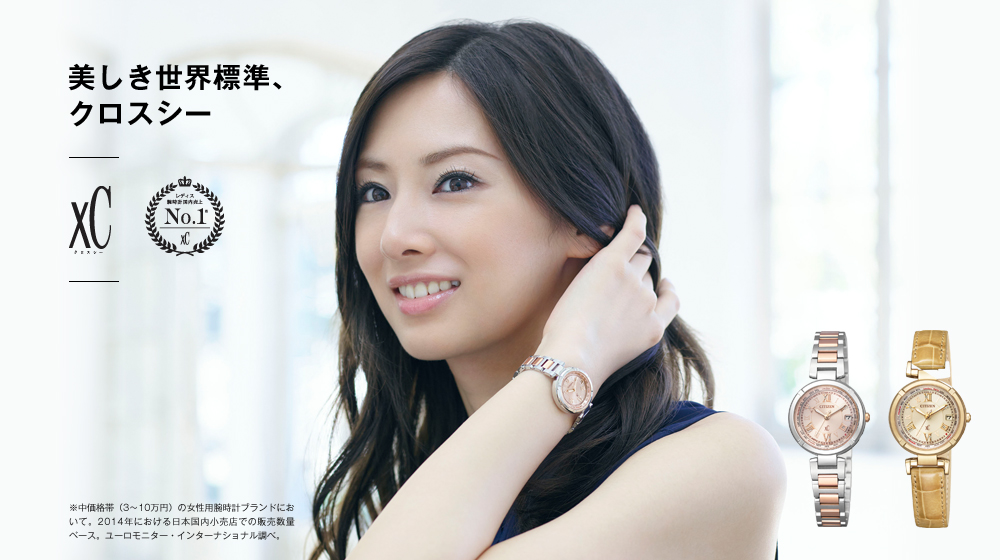 美しき世界標準、
クロスシー
xC
クロスシー
レディス
腕時計国内売上
No.1※
xC
CITIZEN
CITIZEN
※中価格帯（3〜10万円）の女性用腕時計ブランドにお
いて。2014年における日本国内小売店での販売数量
ベース。ユーロモニター・インターナショナル調べ。